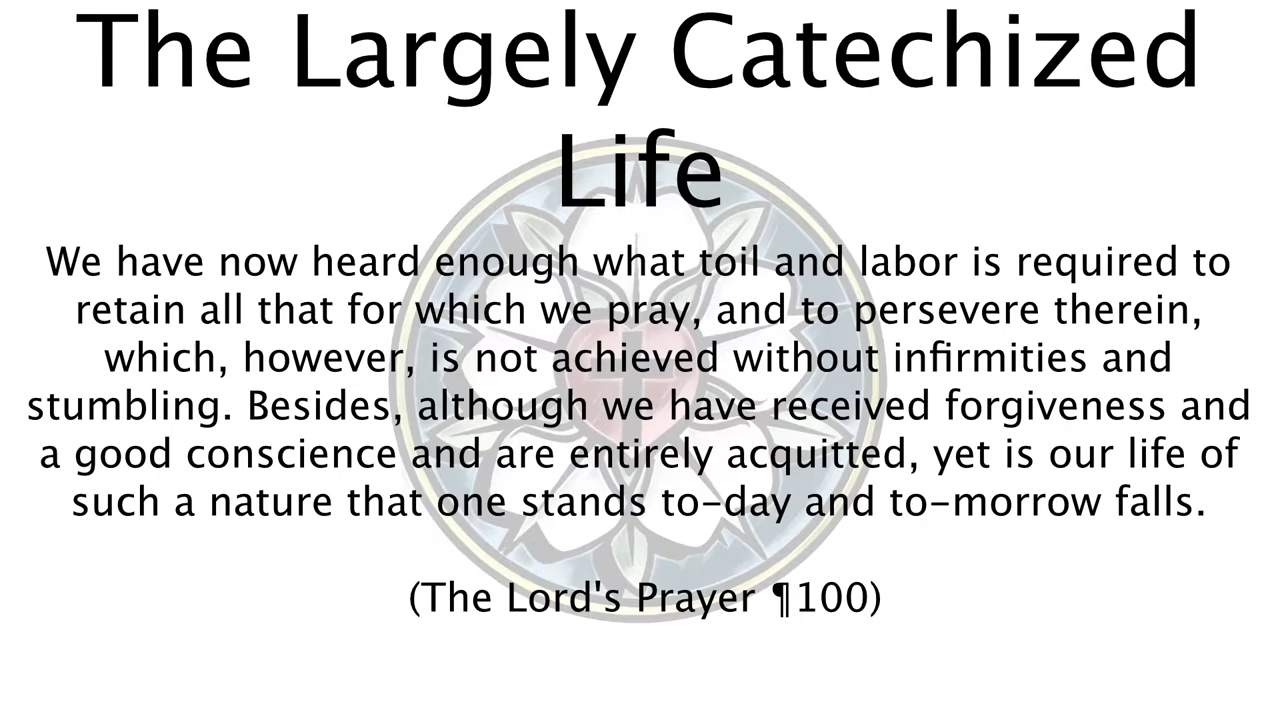 The Largely Catechized
Life
We have now heard enough what toil and labor is required to
retain all that for which we pray, and to persevere therein,
which, however, is not achieved without infirmities and
stumbling. Besides, although we have received forgiveness and
a good conscience and are entirely acquitted, yet is our life of
such a nature that one stands to-day and to-morrow falls.
(The Lord's Prayer ¶100)